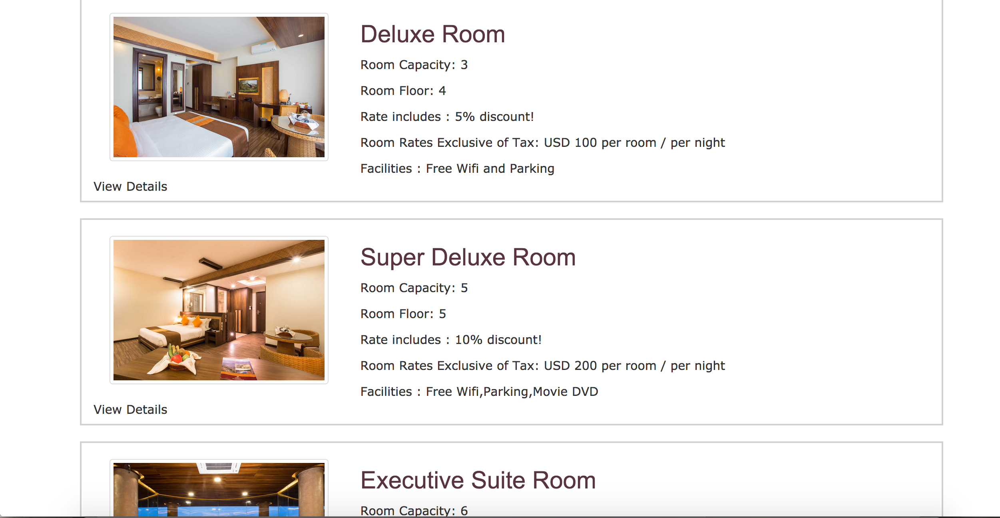 Deluxe Room
Room Capacity: 3
Room Floor: 4
Rate includes : 5% discount!
Room Rates Exclusive of Tax: USD 100 per room / per night
Facilities : Free Wifi and Parking
View Details
Super Deluxe Room
Room Capacity: 5
Room Floor: 5
Rate includes : 10% discount!
Room Rates Exclusive of Tax: USD 200 per room / per night
Facilities : Free Wifi,Parking,Movie DVD
View Details
Executive Suite Room
Room Capacity: 6